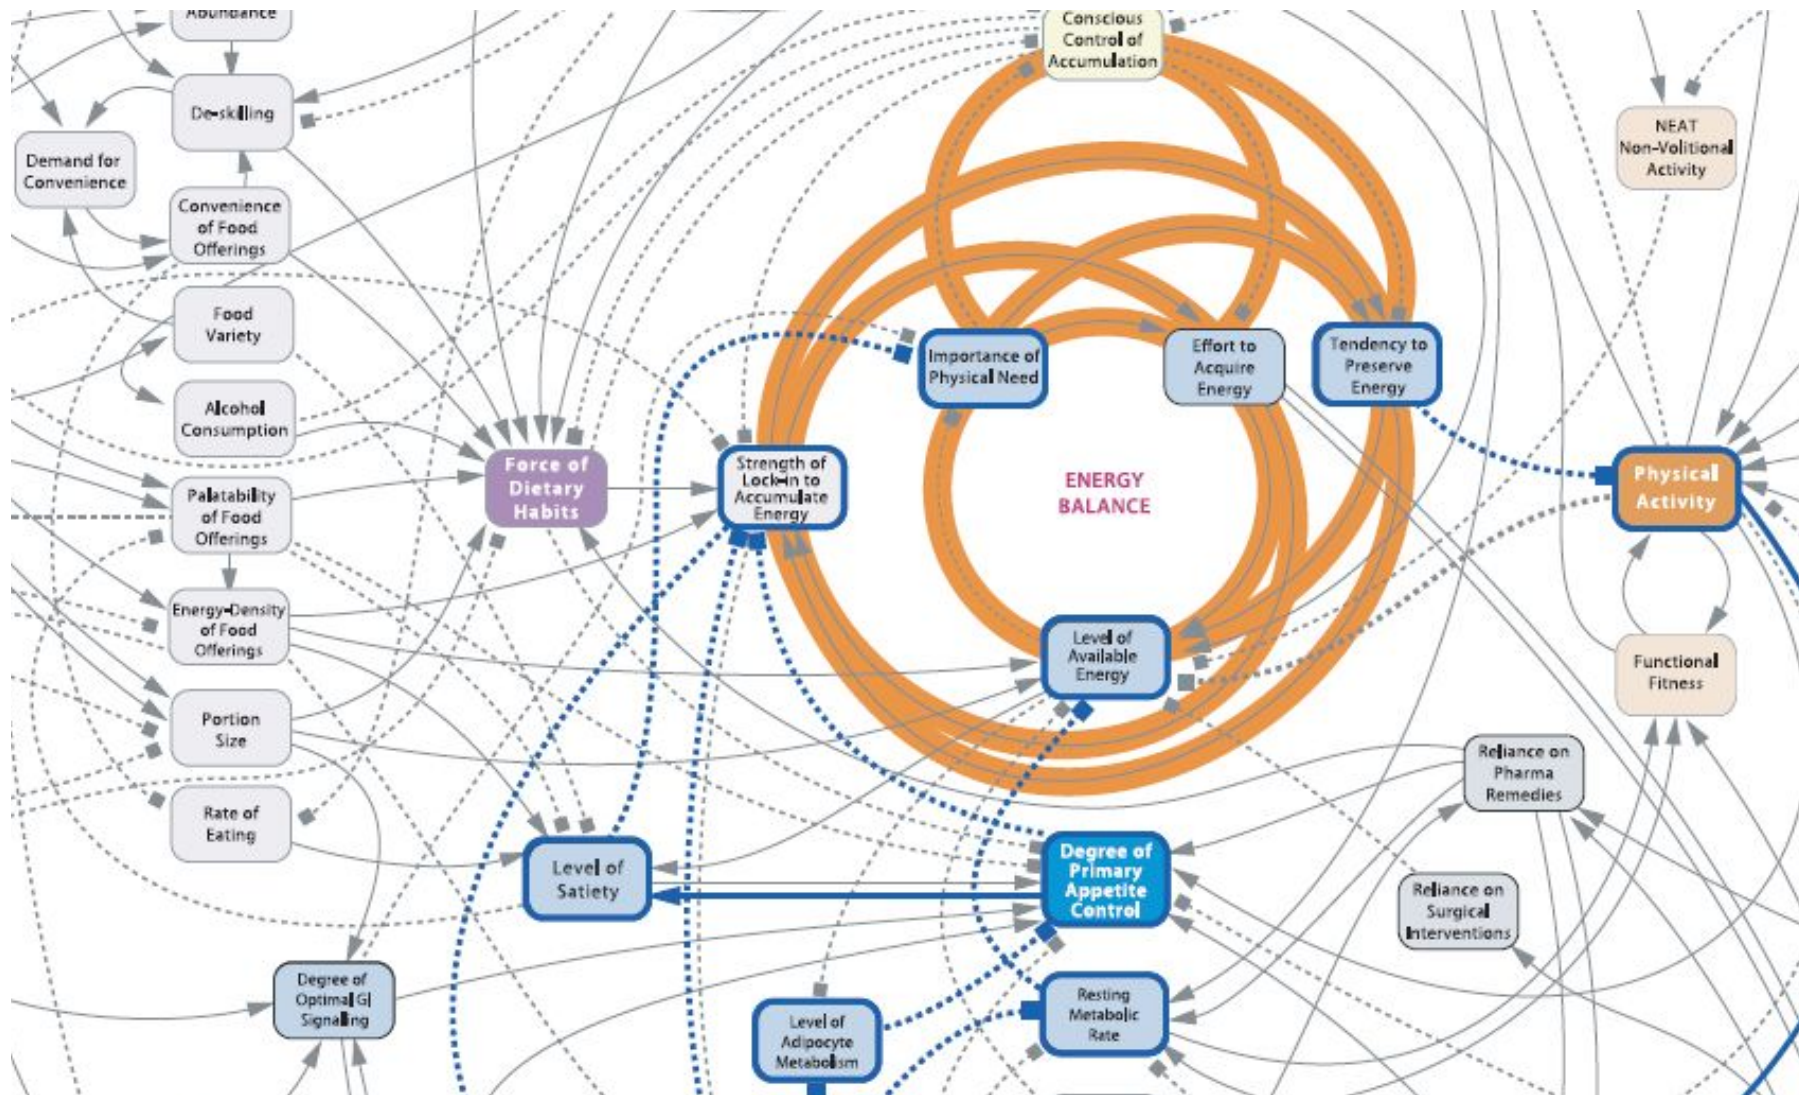 Abundance
De-skilling
Demand for
Convenience
Convenience
of Food
Offerings
Food
Variety
Alcohol
Consumption
Palatability
of Food
Offerings
Energy-Density
of Food
Offerings
Portion
Size
Rate of
Eating
Degree of
Optimal GI
Signalling
Force of
Dietary
Habits
Level of
Satiety
Strength of
Lock-in to
Accumulate
Energy
Conscious
Control of
Accumulation
Importance of
Physical Need
Effort to
Acquire
Energy
Tendency to
Preserve
Energy
ENERGY
BALANCE
Level of
Available
Energy
Degree of
Primary
Appetite
Control
Level of
Adipocyte
Metabolism
Resting
Metabolic
Rate
NEAT
Non-Volitional
Activity
Physical
Activity
Functional
Fitness
Reliance on
Pharma
Remedies
Reliance on
Surgical
Interventions